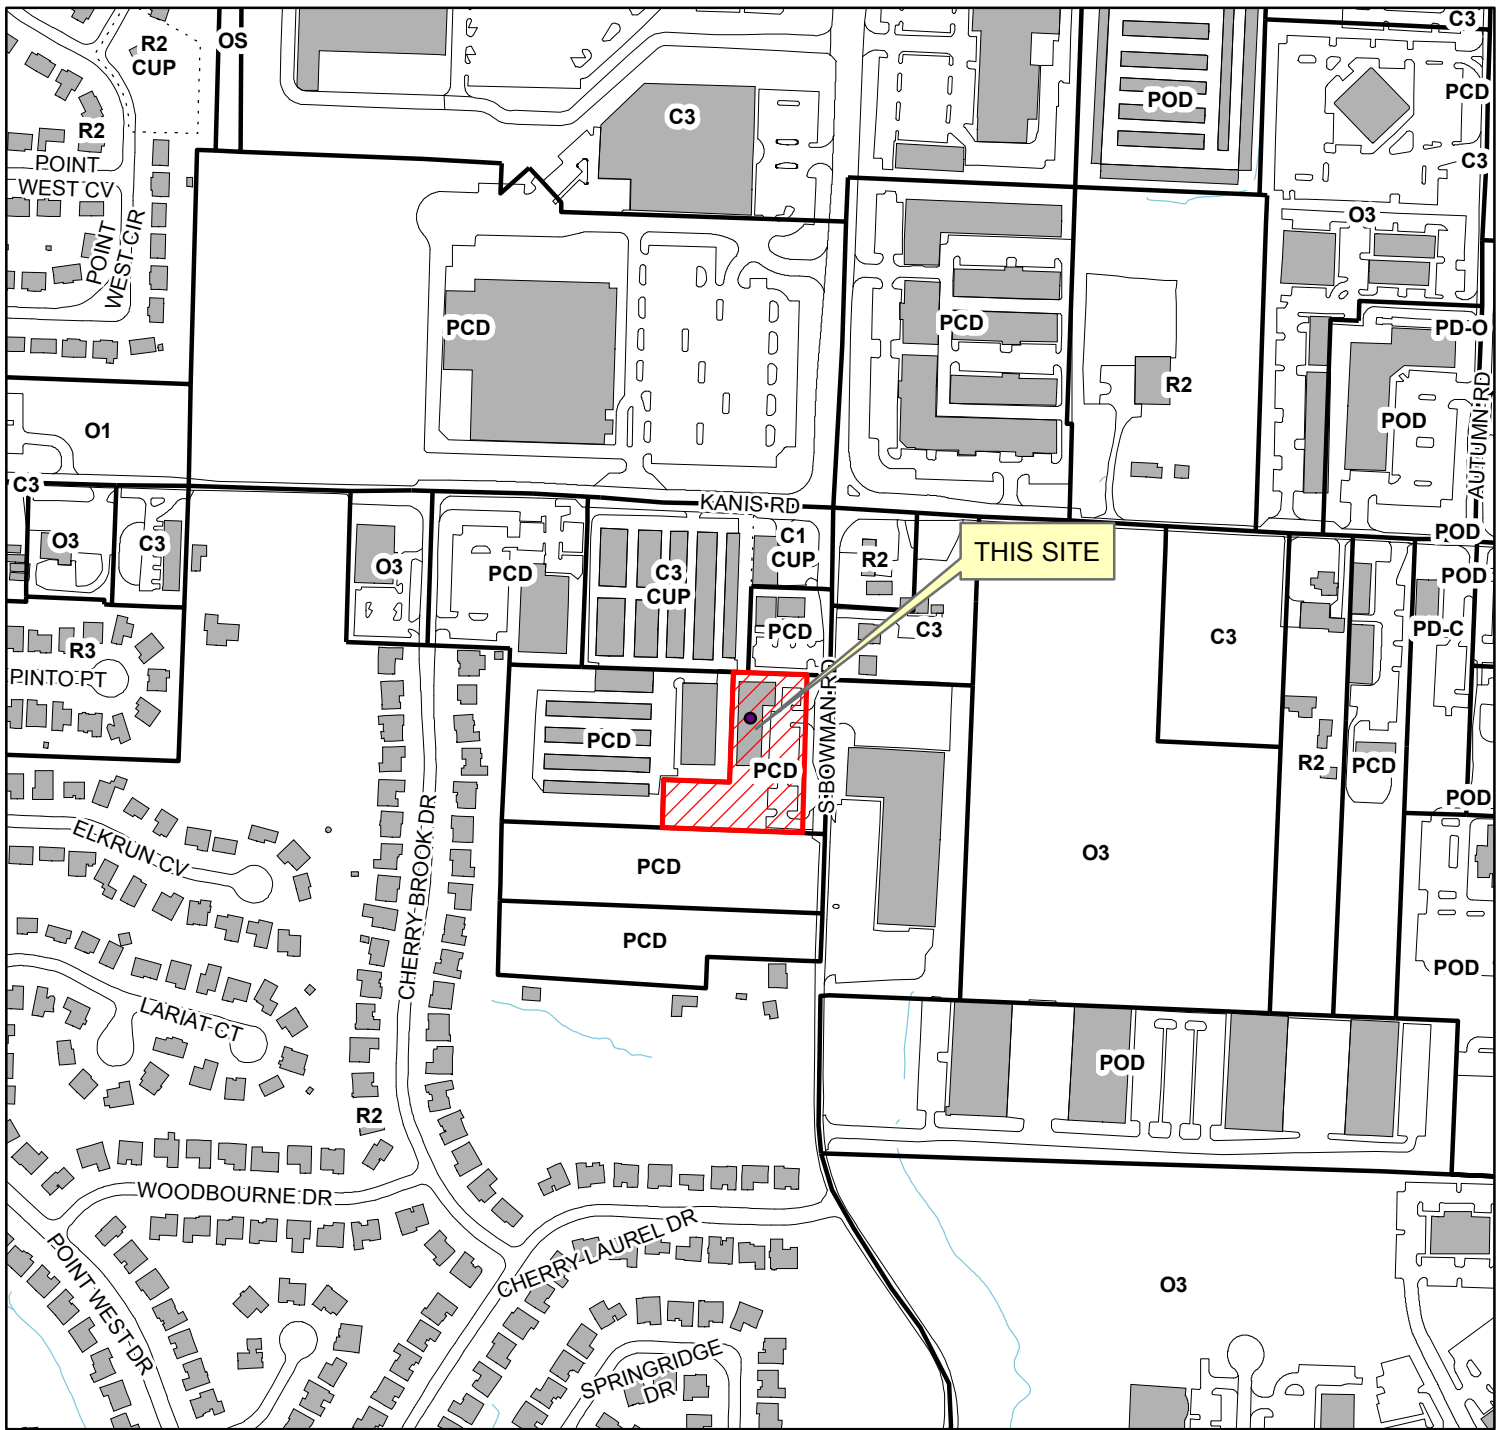 C3
OS
R2
CUP
PCD
POD
C3
R2
C3
POINT
WEST CV
O3
POINT
WEST CIR
PCD
PCD
PD-O
R2
AUTUMN RD
POD
O1
C3
KANIS RD
POD
O3
C3
C1
CUP
R2
THIS SITE
O3
PCD
C3
CUP
POD
PCD
C3
PD-C
C3
R3
PINTO PT
S BOWMAN RD
PCD
PCD
R2
PCD
POD
CHERRY BROOK DR
ELKRUN CV
PCD
O3
PCD
POD
LARIAT CT
POD
R2
WOODBOURNE DR
CHERRY LAUREL DR
POINT WEST DR
O3
SPRINGRIDGE
DR